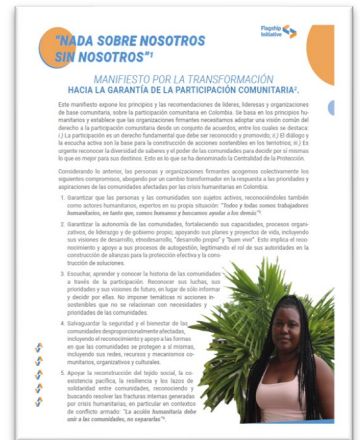 Flagship
Initiative
"NADA SOBRE NOSOTROS
SIN NOSOTROS"¹
MANIFIESTO POR LA TRANSFORMACIÓN
HACIA LA GARANTÍA DE LA PARTICIPACIÓN COMUNITARIA².
Este manifiesto expone los principios y las recomendaciones de líderes, lideresas y organizaciones
de base comunitaria, sobre la participación comunitaria en Colombia. Se basa en los principios hu-
manitarios y establece que las organizaciones firmantes necesitamos adoptar una visión común del
derecho a la participación comunitaria desde un conjunto de acuerdos, entre los cuales se destaca:
i.) La participación es un derecho fundamental que debe ser reconocido y promovido; ii.) El diálogo y
la escucha activa son la base para la construcción de acciones sostenibles en los territorios; iii.) Es
urgente reconocer la diversidad de saberes y el poder de las comunidades para decidir por sí mismas
lo que es mejor para sus destinos. Esto es lo que se ha denominado la Centralidad de la Protección.
Considerando lo anterior, las personas y organizaciones firmantes acogemos colectivamente los
siguientes compromisos, abogando por un cambio transformador en la respuesta a las prioridades y
aspiraciones de las comunidades afectadas por las crisis humanitarias en Colombia:
1. Garantizar que las personas y las comunidades son sujetos activos, reconociéndoles también
como actores humanitarios, expertos en su propia situación: "Todos y todas somos trabajadores
humanitarios, en tanto que, somos humanos y buscamos ayudar a los demás"³.
2. Garantizar la autonomía de las comunidades, fortaleciendo sus capacidades, procesos organi-
zativos, de liderazgo y de gobierno propio, apoyando sus planes y proyectos de vida, incluyendo
sus visiones de desarrollo, etnodesarrollo, "desarrollo propio" y "buen vivir". Esto implica el reco-
nocimiento y apoyo a sus procesos de autogestión, legitimando el rol de sus autoridades en la
construcción de alianzas para la protección efectiva y la cons-
trucción de soluciones.
3. Escuchar, aprender y conocer la historia de las comunidades
a través de la participación. Reconocer sus luchas, sus
prioridades y sus visiones de futuro, en lugar de sólo informar
y decidir por ellas. No imponer temáticas ni acciones in-
sostenibles que no se relacionan con necesidades y
prioridades de las comunidades.
4. Salvaguardar la seguridad y el bienestar de las
comunidades desproporcionalmente afectadas,
incluyendo el reconocimiento y apoyo a las formas
en que las comunidades se protegen a sí mismas,
incluyendo sus redes, recursos y mecanismos co-
munitarios, organizativos y culturales.
5. Apoyar la reconstrucción del tejido social, la co-
existencia pacífica, la resiliencia y los lazos de
solidaridad entre comunidades, reconociendo y
buscando resolver las fracturas internas generadas
por crisis humanitarias, en particular en contextos
de conflicto armado: "La acción humanitaria debe
unir a las comunidades, no separarlas"⁴.